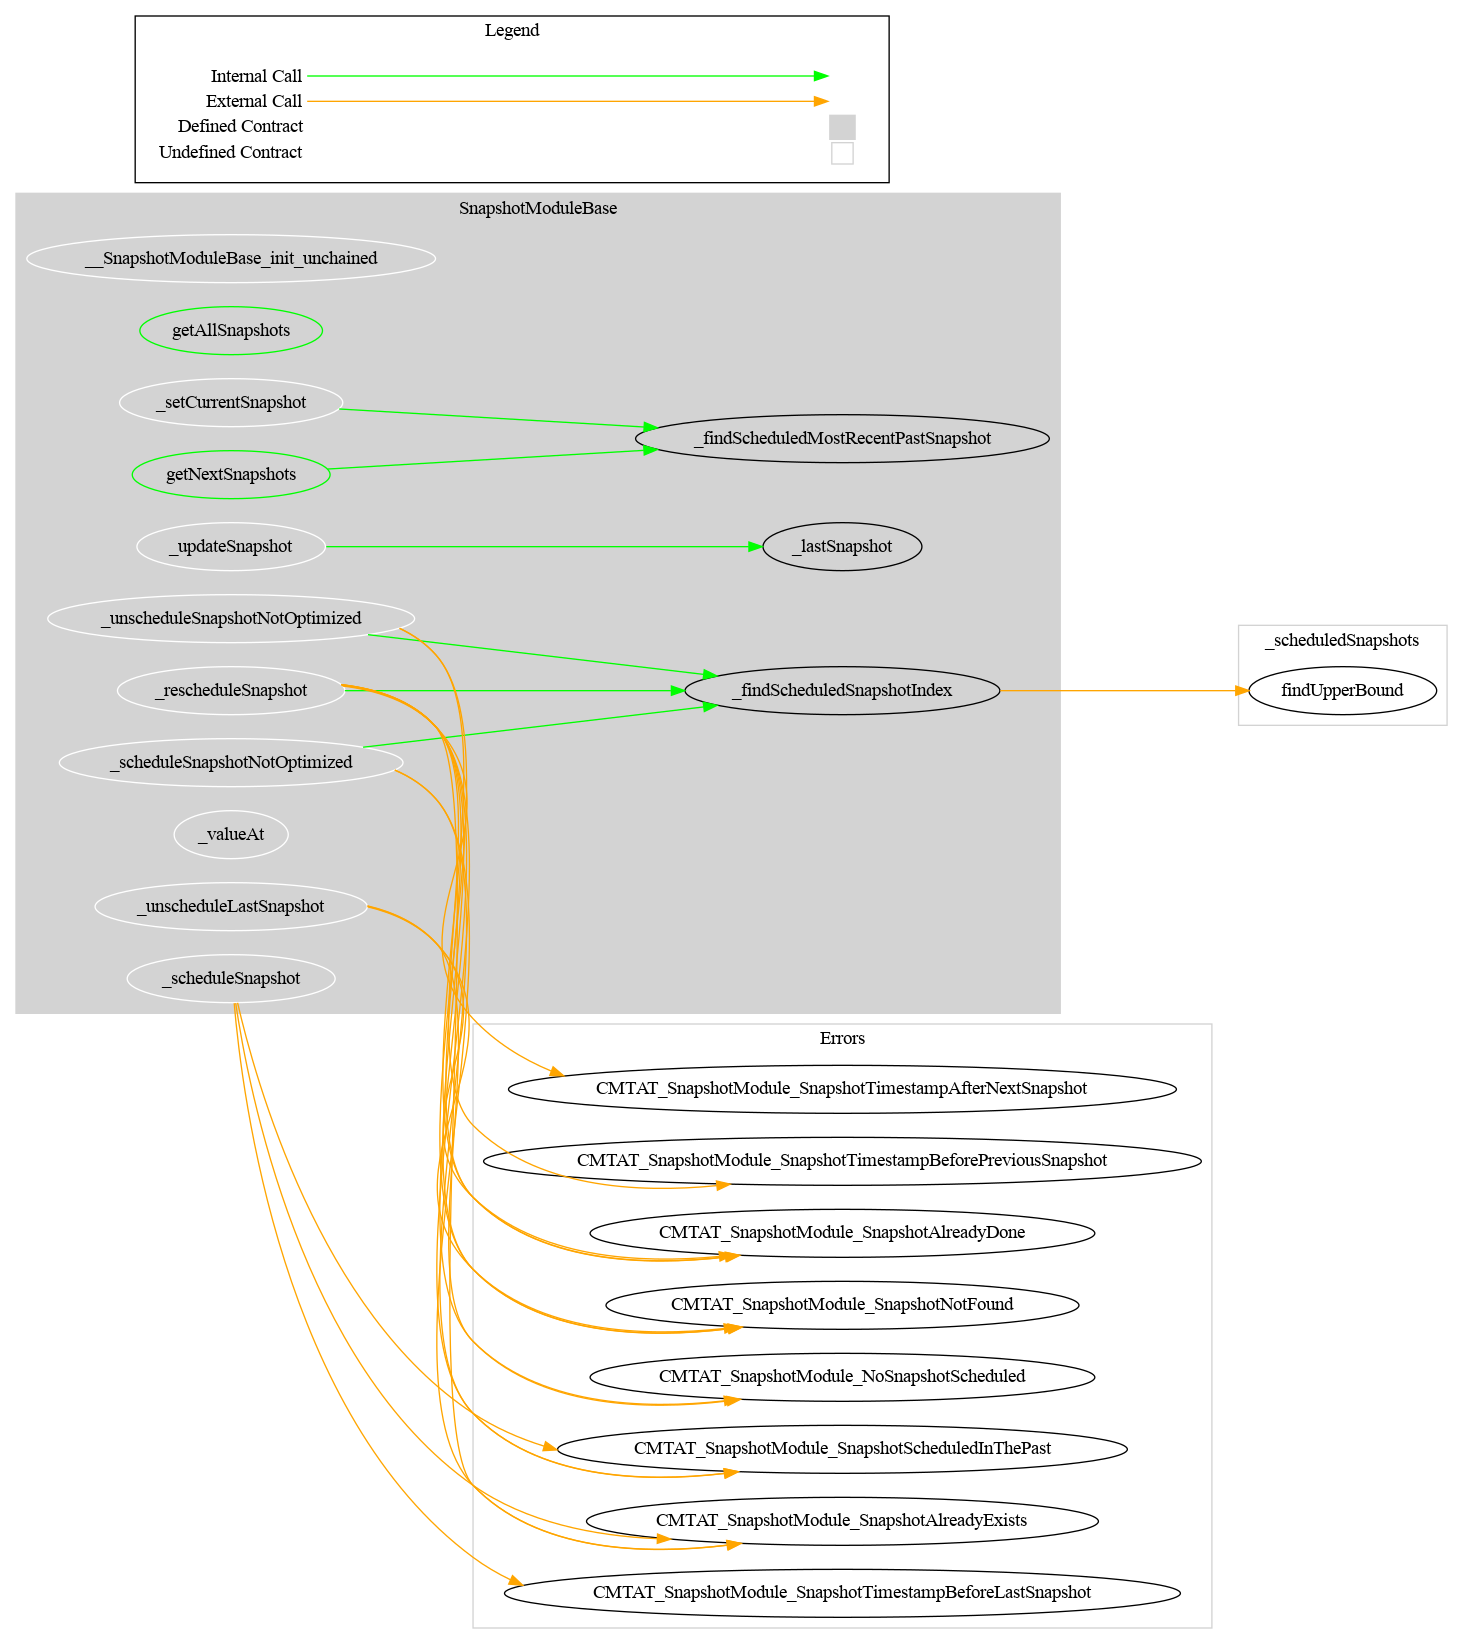 Legend
Internal Call
External Call
Defined Contract
Undefined Contract
SnapshotModuleBase
__SnapshotModuleBase_init_unchained
getAllSnapshots
_setCurrentSnapshot
_findScheduledMostRecentPastSnapshot
getNextSnapshots
_updateSnapshot
_lastSnapshot
_unscheduleSnapshotNotOptimized
_rescheduleSnapshot
_findScheduledSnapshotIndex
_scheduleSnapshotNotOptimized
_valueAt
_unscheduleLastSnapshot
_scheduleSnapshot
_scheduledSnapshots
findUpperBound
Errors
CMTAT_SnapshotModule_SnapshotTimestampAfterNextSnapshot
CMTAT_SnapshotModule_SnapshotTimestampBeforePreviousSnapshot
CMTAT_SnapshotModule_SnapshotAlreadyDone
CMTAT_SnapshotModule_SnapshotNotFound
CMTAT_SnapshotModule_NoSnapshotScheduled
CMTAT_SnapshotModule_SnapshotScheduledInThePast
CMTAT_SnapshotModule_SnapshotAlreadyExists
CMTAT_SnapshotModule_SnapshotTimestampBeforeLastSnapshot